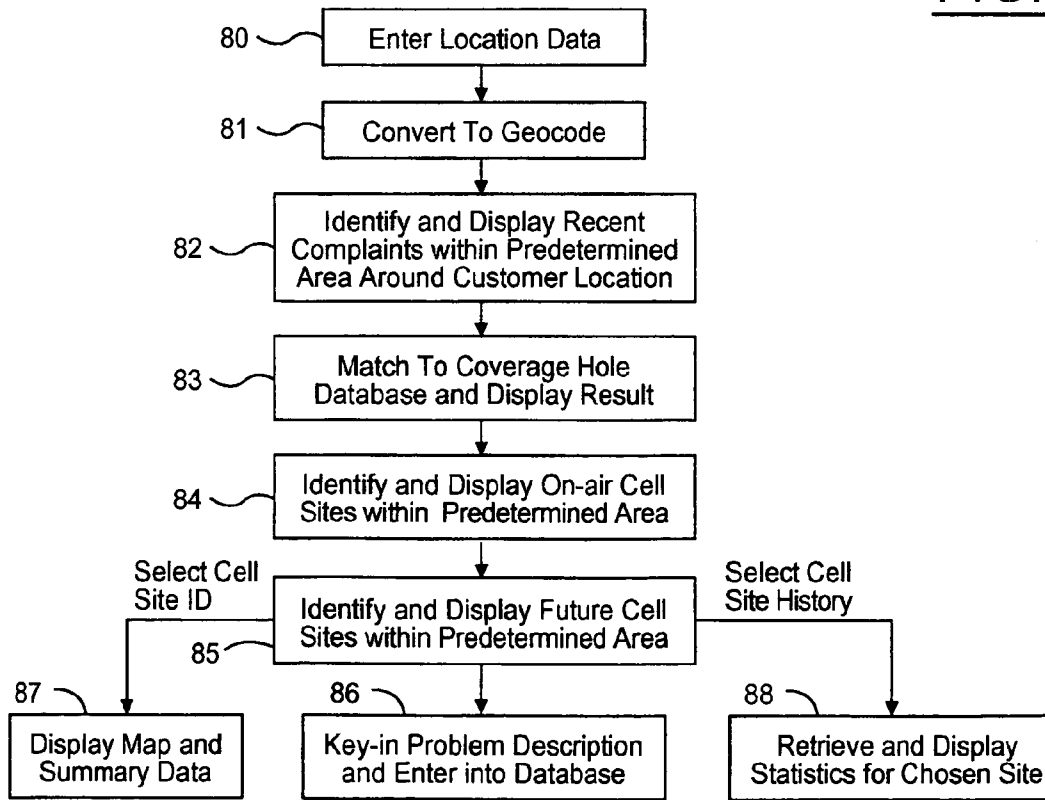 80
Enter Location Data
81
Convert To Geocode
82
Identify and Display Recent
Complaints within Predetermined
Area Around Customer Location
83
Match To Coverage Hole
Database and Display Result
84
Identify and Display On-air Cell
Sites within Predetermined Area
Select Cell
Site ID
Select Cell
Site History
85
Identify and Display Future Cell
Sites within Predetermined Area
87
Display Map and
Summary Data
86
Key-in Problem Description
and Enter into Database
88
Retrieve and Display
Statistics for Chosen Site